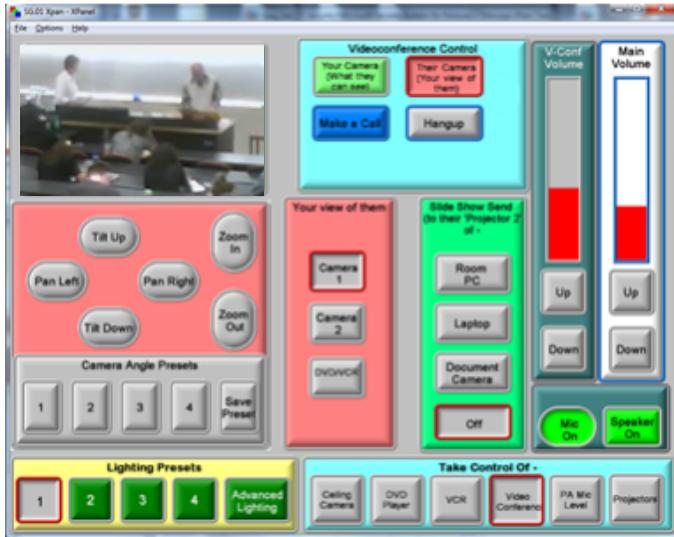 SG.01 Xpan - XPanel
File Options Help
Videoconference Control
Your Camera
(What they
can see)
Their Camera
(Your view of
them)
Make a Call
Hangup
V-Conf
Volume
Main
Volume
Up
Up
Down
Down
Mic
On
Speaker
On
Tilt Up
Zoom
In
Pan Left
Pan Right
Tilt Down
Zoom
Out
Camera Angle Presets
1
2
3
4
Save
Preset
Your view of them
Camera
1
Camera
2
DVD/VCR
Slide Show Send
(to their 'Projector 2'
of -
Room
PC
Laptop
Document
Camera
Off
Lighting Presets
1
2
3
4
Advanced
Lighting
Take Control Of -
Ceiling
Camera
DVD
Player
VCR
Video
Conferenc
PA Mic
Level
Projectors